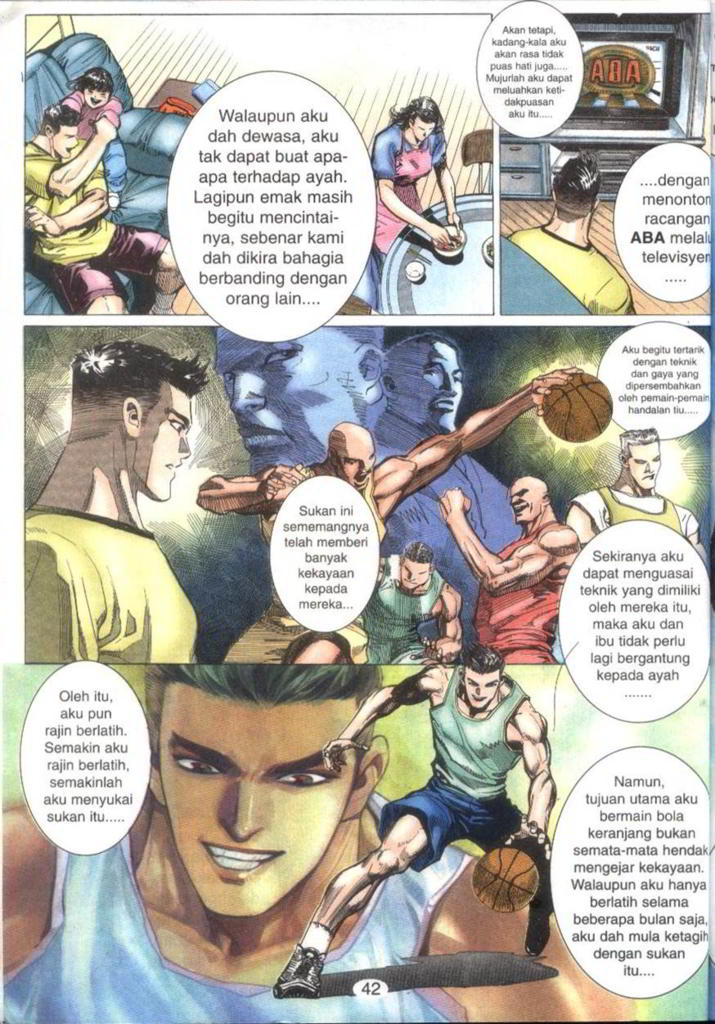 Walaupun aku
dah dewasa, aku
tak dapat buat apa-
apa terhadap ayah.
Lagipun emak masih
begitu mencintai-
nya, sebenar kami
dah dikira bahagia
berbanding dengan
orang lain....
Akan tetapi,
kadang-kala aku
akan rasa tidak
puas hati juga.....
Mujurlah aku dapat
meluahkan keti-
dakpuasan
aku itu.....
ABA
....dengan
menonton
racangan
ABA melalu
televisyen
.....
Aku begitu tertarik
dengan teknik
dan gaya yang
dipersembahkan
oleh pemain-pemain
handalan tiu.....
Sukan ini
sememangnya
telah memberi
banyak
kekayaan
kepada
mereka...
Sekiranya aku
dapat menguasai
teknik yang dimiliki
oleh mereka itu,
maka aku dan
ibu tidak perlu
lagi bergantung
kepada ayah
.......
Oleh itu,
aku pun
rajin berlatih.
Semakin aku
rajin berlatih,
semakinlah
aku menyukai
sukan itu.....
Namun,
tujuan utama aku
bermain bola
keranjang bukan
semata-mata hendak
mengejar kekayaan.
Walaupun aku hanya
berlatih selama
beberapa bulan saja,
aku dah mula ketagih
dengan sukan
itu....
42